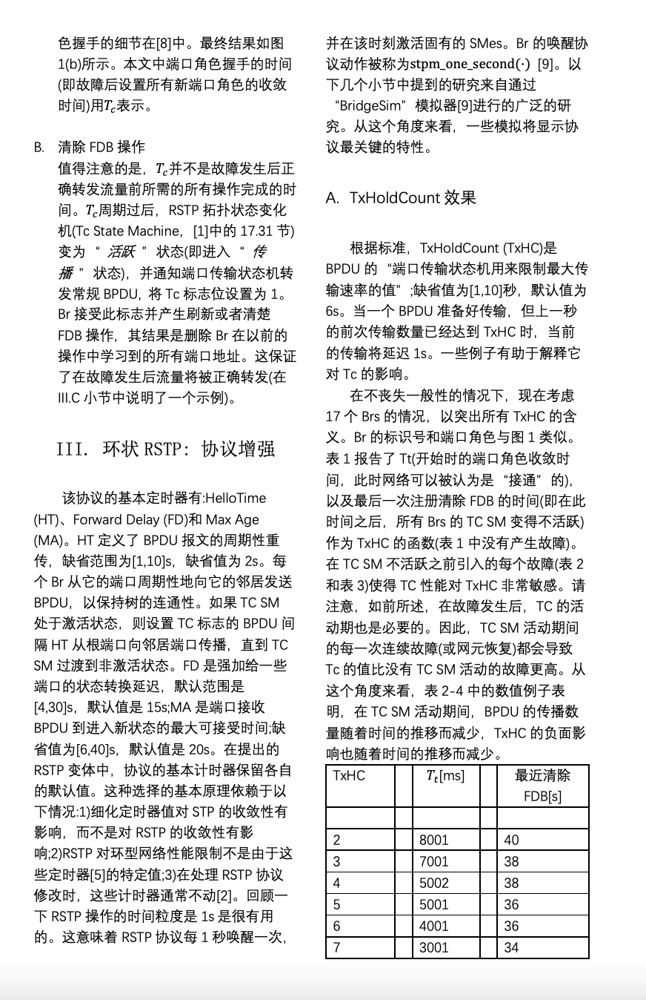 色握手的细节在[8]中。最终结果如图
1(b)所示。本文中端口角色握手的时间
(即故障后设置所有新端口角色的收敛
时间)用Tc表示。
B. 清除 FDB 操作
值得注意的是，Tc并不是故障发生后正
确转发流量前所需的所有操作完成的时
间。Tc周期过后，RSTP 拓扑状态变化
机(Tc State Machine，[1]中的 17.31 节)
变为 “ 活跃 ” 状态(即进入 “ 传
播 ” 状态)，并通知端口传输状态机转
发常规 BPDU，将 Tc 标志位设置为 1。
Br 接受此标志并产生刷新或者清楚
FDB 操作，其结果是删除 Br 在以前的
操作中学习到的所有端口地址。这保证
了在故障发生后流量将被正确转发(在
III.C 小节中说明了一个示例)。
III. 环状 RSTP: 协议增强
该协议的基本定时器有:HelloTime
(HT)、Forward Delay (FD)和 Max Age
(MA)。HT 定义了 BPDU 报文的周期性重
传，缺省范围为[1,10]s，缺省值为 2s。每
个 Br 从它的端口周期性地向它的邻居发送
BPDU，以保持树的连通性。如果 TC SM
处于激活状态，则设置 TC 标志的 BPDU 间
隔 HT 从根端口向邻居端口传播，直到 TC
SM 过渡到非激活状态。FD 是强加给一些
端口的状态转换延迟，默认范围是
[4,30]s，默认值是 15s;MA 是端口接收
BPDU 到进入新状态的最大可接受时间;缺
省值为[6,40]s，默认值是 20s。在提出的
RSTP 变体中，协议的基本计时器保留各自
的默认值。这种选择的基本原理依赖于以
下情况:1)细化定时器值对 STP 的收敛性有
影响，而不是对 RSTP 的收敛性有影
响;2)RSTP 对环型网络性能限制不是由于这
些定时器[5]的特定值;3)在处理 RSTP 协议
修改时，这些计时器通常不动[2]。回顾一
下 RSTP 操作的时间粒度是 1s 是很有用
的。这意味着 RSTP 协议每 1 秒唤醒一次，
并在该时刻激活固有的 SMes。Br 的唤醒协
议动作被称为stpm_one_second(·) [9]。以
下几个小节中提到的研究来自通过
“BridgeSim”模拟器[9]进行的广泛的研
究。从这个角度来看，一些模拟将显示协
议最关键的特性。
A. TxHoldCount 效果
根据标准，TxHoldCount (TxHC)是
BPDU 的“端口传输状态机用来限制最大传
输速率的值”;缺省值为[1,10]秒，默认值为
6s。当一个 BPDU 准备好传输，但上一秒
的前次传输数量已经达到 TxHC 时，当前
的传输将延迟 1s。一些例子有助于解释它
对 Tc 的影响。
在不丧失一般性的情况下，现在考虑
17 个 Brs 的情况，以突出所有 TxHC 的含
义。Br 的标识号和端口角色与图 1 类似。
表 1 报告了 Tt(开始时的端口角色收敛时
间，此时网络可以被认为是“接通”的)，
以及最后一次注册清除 FDB 的时间(即在此
时间之后，所有 Brs 的 TC SM 变得不活跃)
作为 TxHC 的函数(表 1 中没有产生故障)。
在 TC SM 不活跃之前引入的每个故障(表 2
和表 3)使得 TC 性能对 TxHC 非常敏感。请
注意，如前所述，在故障发生后，TC 的活
动期也是必要的。因此，TC SM 活动期间
的每一次连续故障(或网元恢复)都会导致
Tc 的值比没有 TC SM 活动的故障更高。从
这个角度来看，表 2-4 中的数值例子表
明，在 TC SM 活动期间，BPDU 的传播数
量随着时间的推移而减少，TxHC 的负面影
响也随着时间的推移而减少。
TxHC Tt[ms] 最近清除
FDB[s]
2 8001 40
3 7001 38
4 5002 38
5 5001 36
6 4001 36
7 3001 34